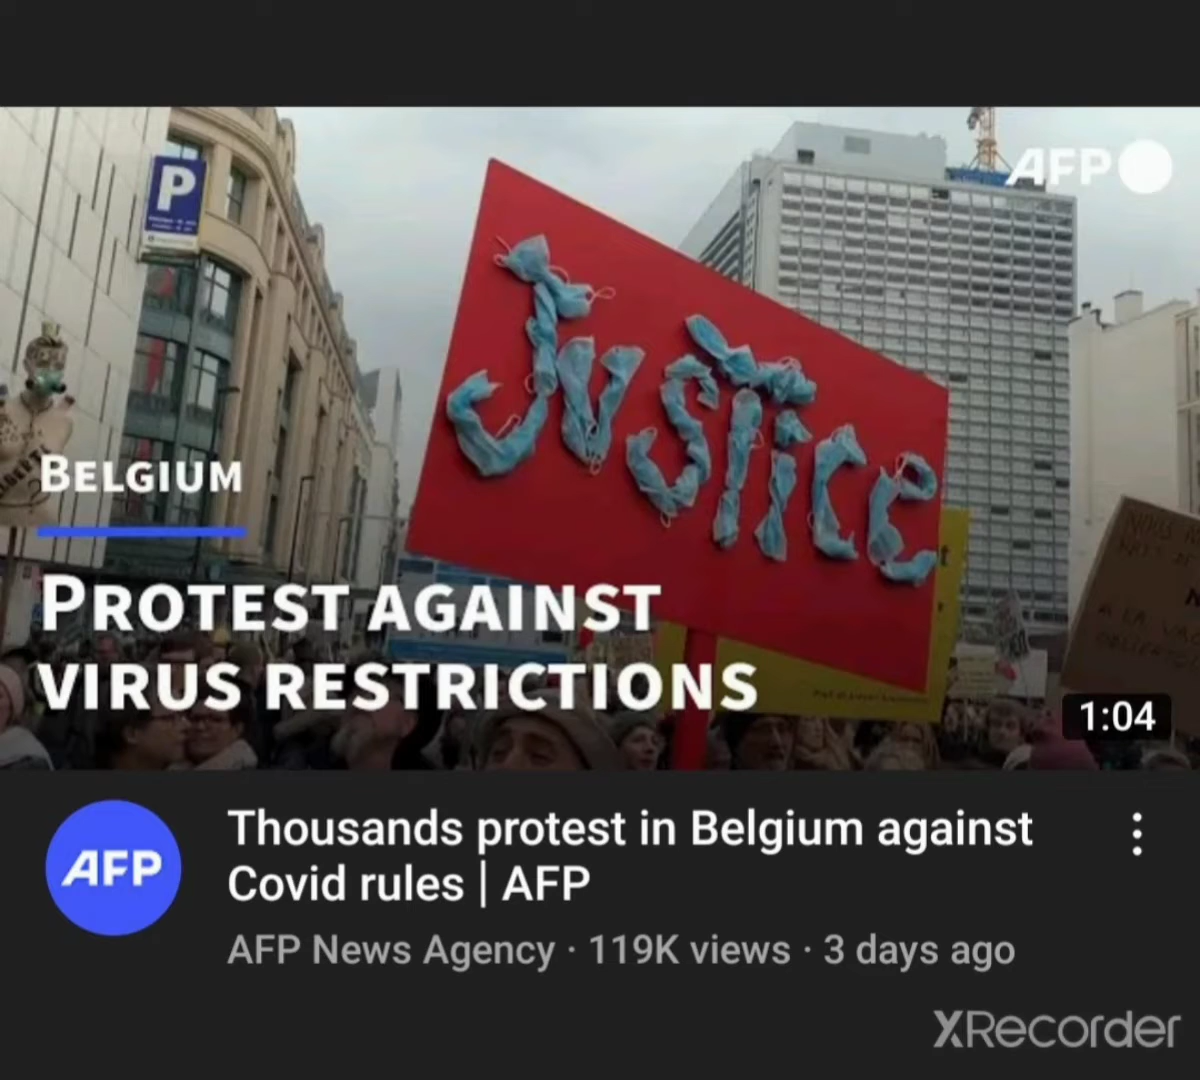 AFP
P
Justice
BELGIUM
PROTEST AGAINST
VIRUS RESTRICTIONS
1:04
AFP
Thousands protest in Belgium against
Covid rules | AFP
AFP News Agency · 119K views · 3 days ago
XRecorder